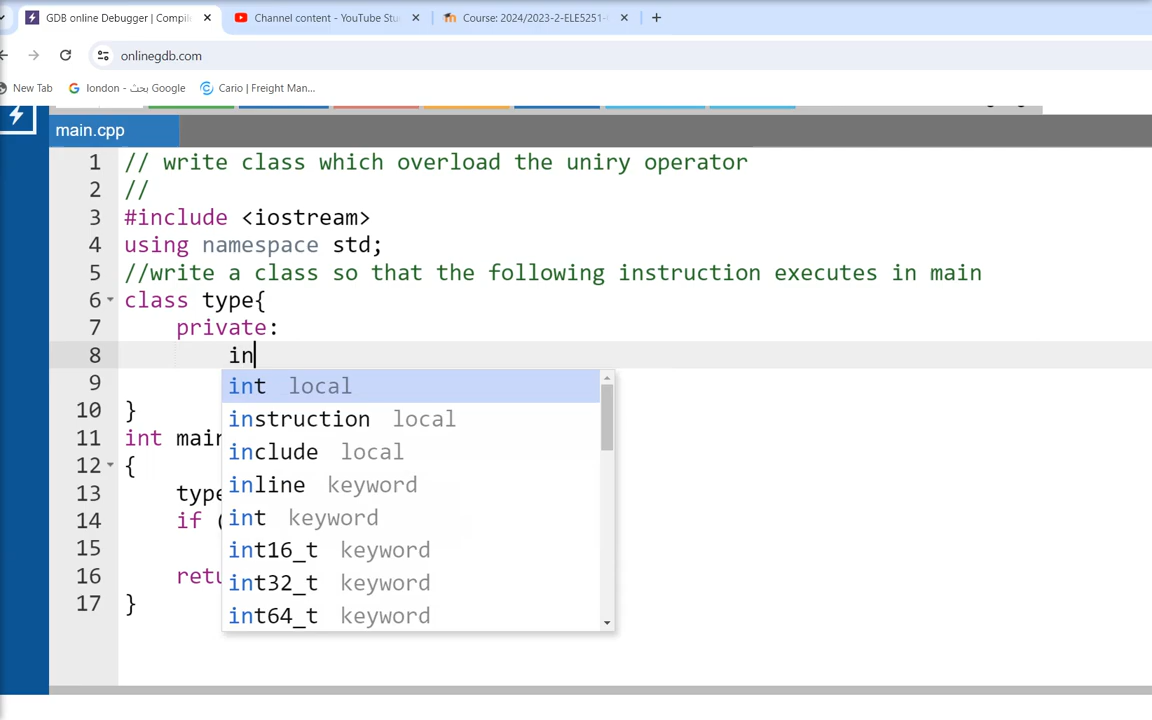 GDB online Debugger | Compile
Channel content - YouTube Stu
Course: 2024/2023-2-ELE5251-
onlinegdb.com
New Tab
london - بحث Google
Cario | Freight Man...
main.cpp
1 // write class which overload the uniry operator
2 //
3 #include <iostream>
4 using namespace std;
5 //write a class so that the following instruction executes in main
6 class type{
7 private:
8 in
int local
9
instruction local
10 }
11 int main
include local
12 {
inline keyword
13 type
int keyword
14 if (
15
int16_t keyword
16 retu
int32_t keyword
17 }
int64_t keyword